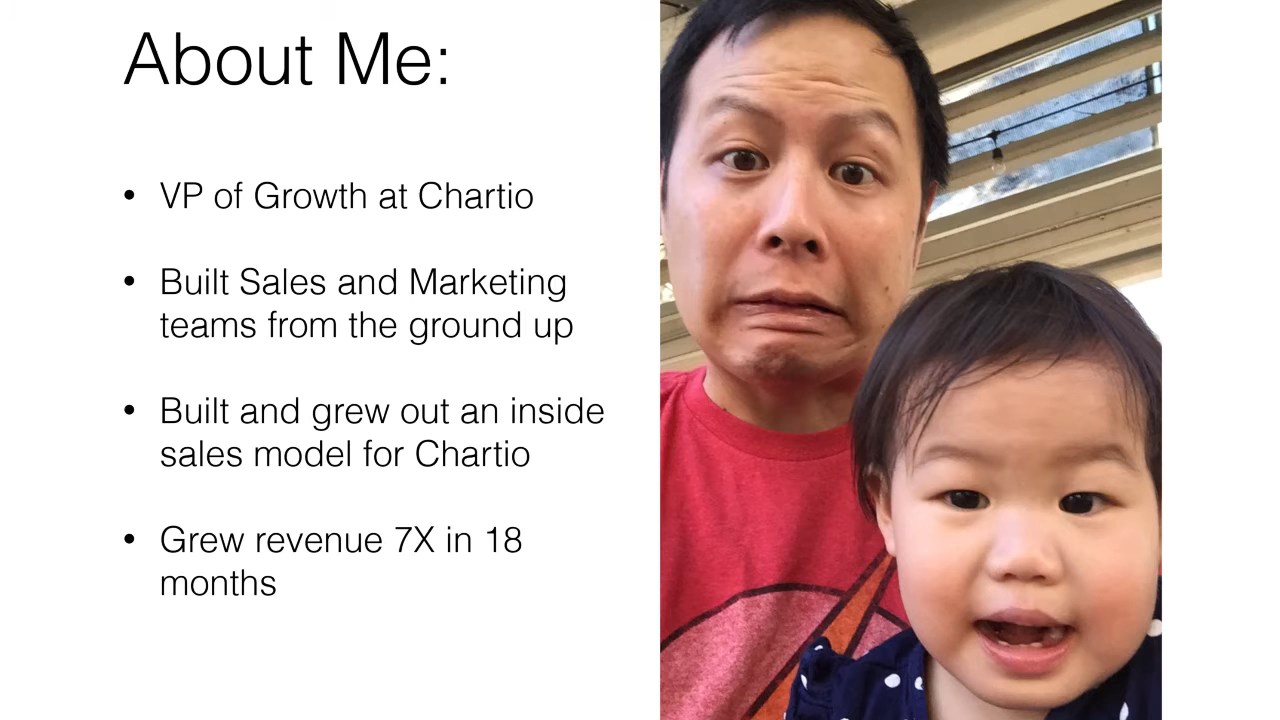 About Me:
• VP of Growth at Chartio
• Built Sales and Marketing
teams from the ground up
• Built and grew out an inside
sales model for Chartio
• Grew revenue 7X in 18
months